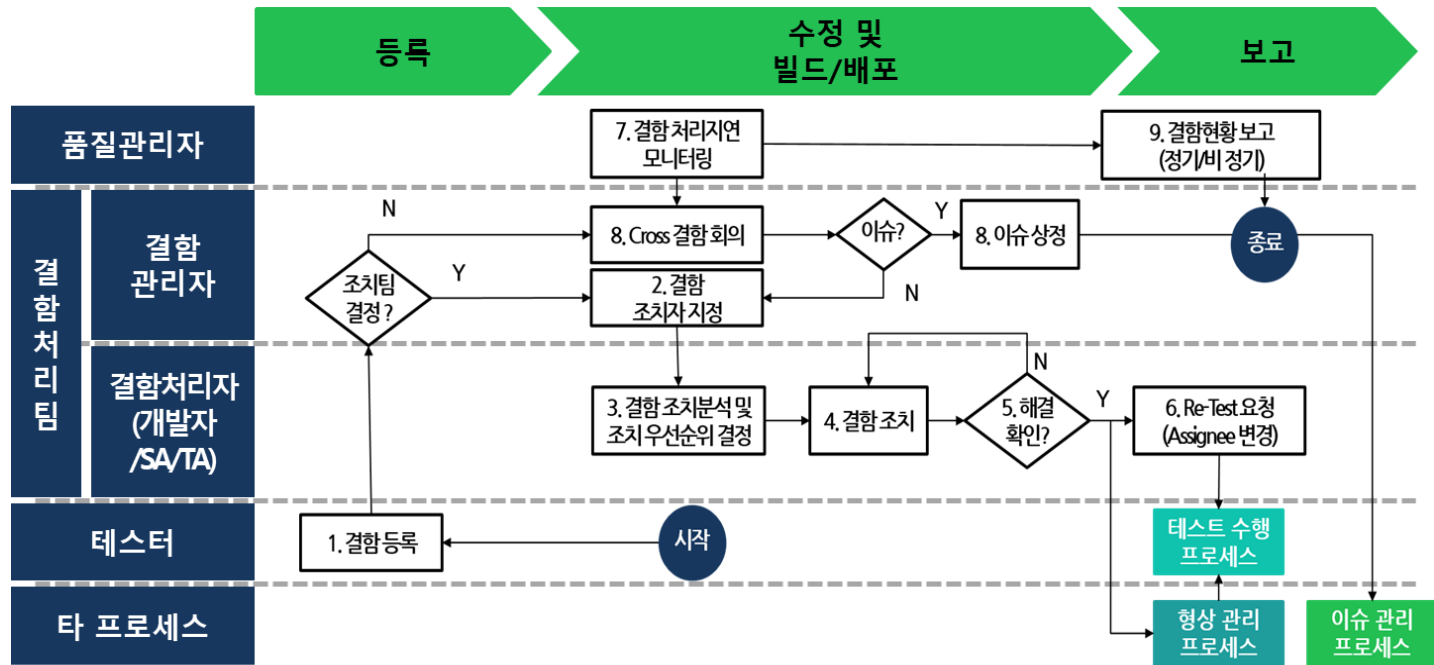 등록
수정 및
빌드/배포
보고
품질관리자
7. 결함 처리지연
모니터링
9. 결함현황 보고
(정기/비 정기)
결
함
처
리
팀
결함
관리자
N
8. Cross 결함 회의
이슈?
Y
8. 이슈 상정
종료
조치팀
결정 ?
Y
2. 결함
조치자 지정
N
결함처리자
(개발자
/SA/TA)
3. 결함 조치분석 및
조치 우선순위 결정
4. 결함 조치
N
5. 해결
확인?
Y
6. Re-Test 요청
(Assignee 변경)
테스터
1. 결함 등록
시작
테스트 수행
프로세스
타 프로세스
형상 관리
프로세스
이슈 관리
프로세스